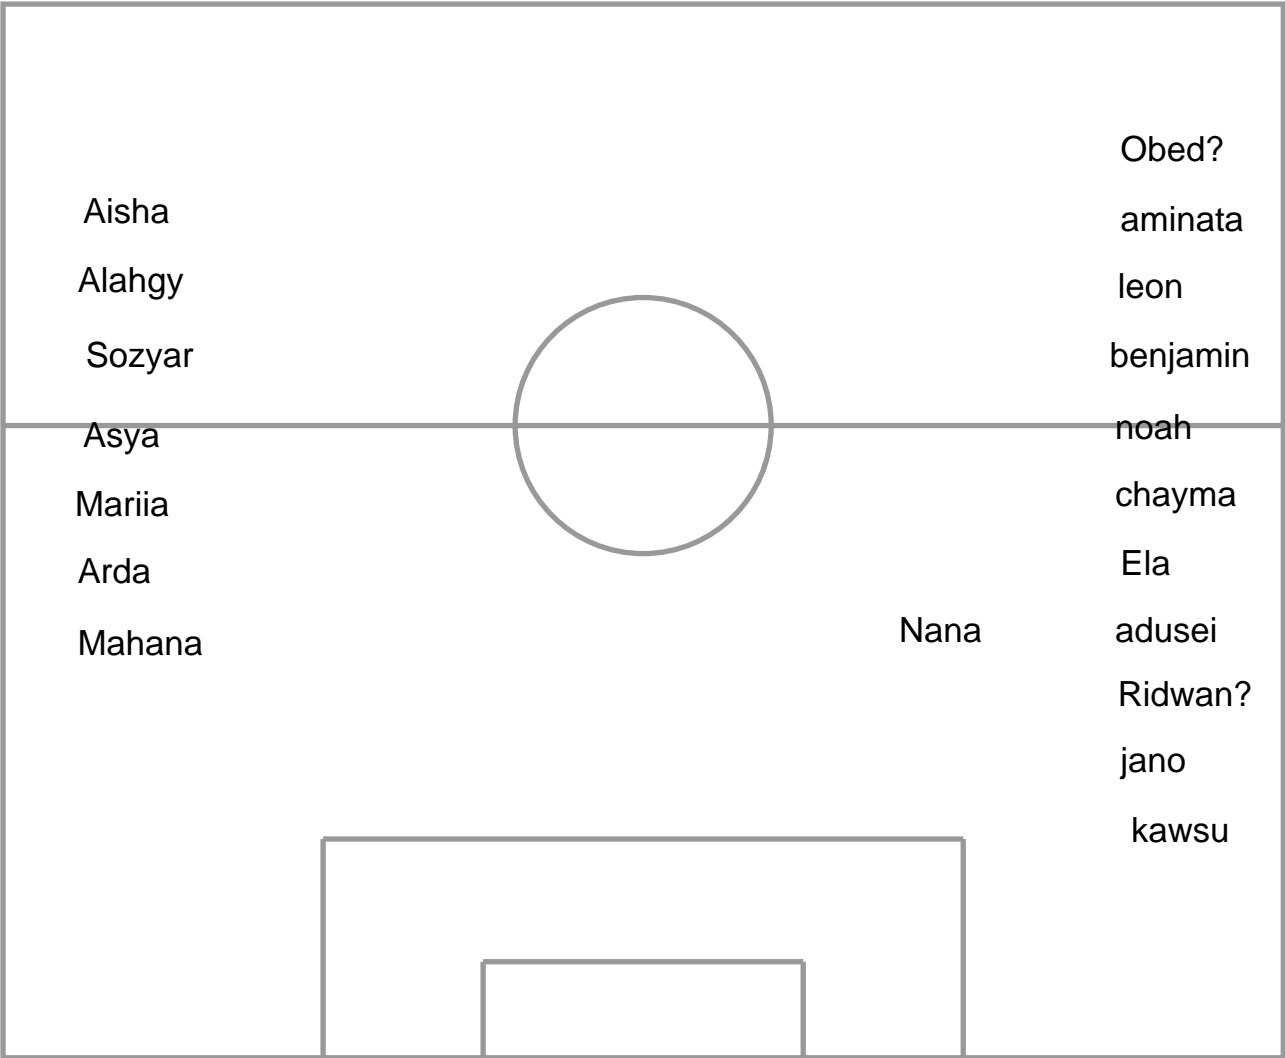 Aisha
Alahgy
Sozyar
Asya
Mariia
Arda
Mahana
Nana
Obed?
aminata
leon
benjamin
noah
chayma
Ela
adusei
Ridwan?
jano
kawsu